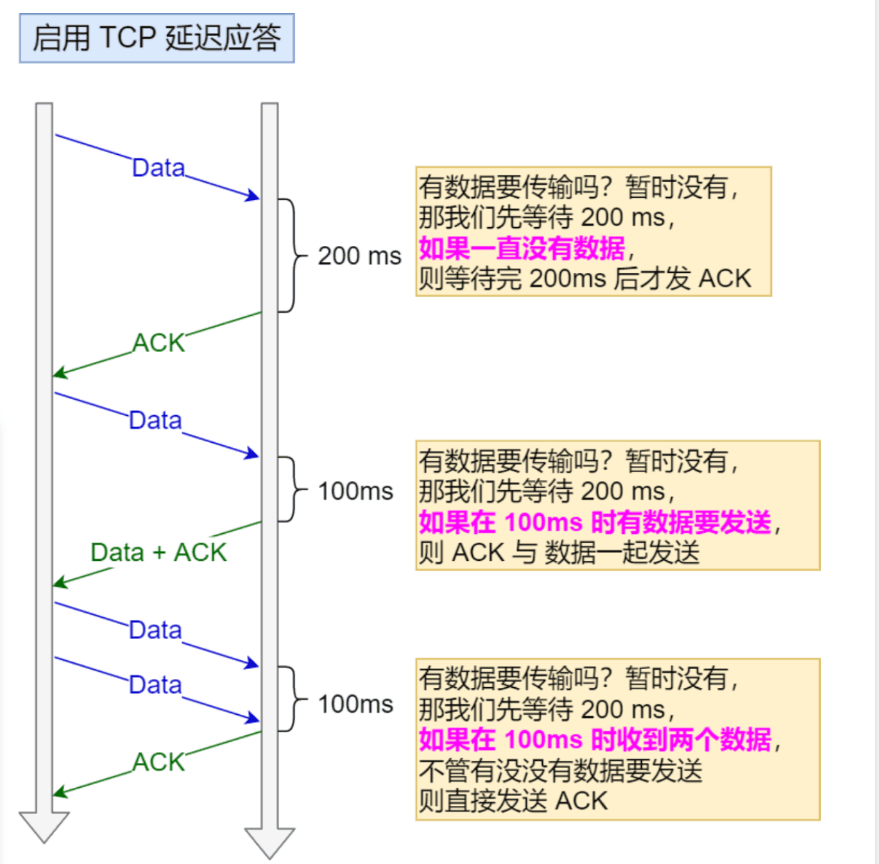 启用 TCP 延迟应答
Data
有数据要传输吗？暂时没有，
那我们先等待 200 ms，
如果一直没有数据，
则等待完 200ms 后才发 ACK
200 ms
ACK
Data
有数据要传输吗？暂时没有，
那我们先等待 200 ms，
如果在 100ms 时有数据要发送，
则 ACK 与 数据一起发送
100ms
Data + ACK
Data
Data
有数据要传输吗？暂时没有，
那我们先等待 200 ms，
如果在 100ms 时收到两个数据，
不管有没没有数据要发送
则直接发送 ACK
100ms
ACK